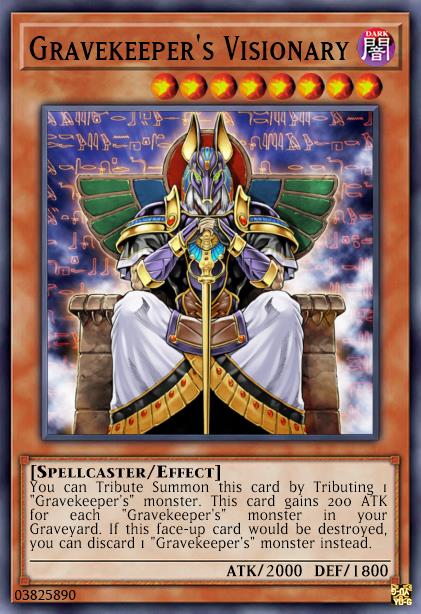 Gravekeeper's Visionary
DARK
闇
[Spellcaster/Effect]
You can Tribute Summon this card by Tributing 1
"Gravekeeper's" monster. This card gains 200 ATK
for each "Gravekeeper's" monster in your
Graveyard. If this face-up card would be destroyed,
you can discard 1 "Gravekeeper's" monster instead.
ATK/2000 DEF/1800
03825890